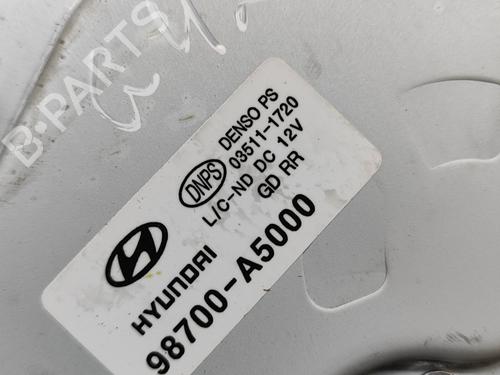 B-PARTS
DENSO PS
DNPS
03511-1720
L/C-ND DC 12V
GD RR
HYUNDAI
98700-A5000